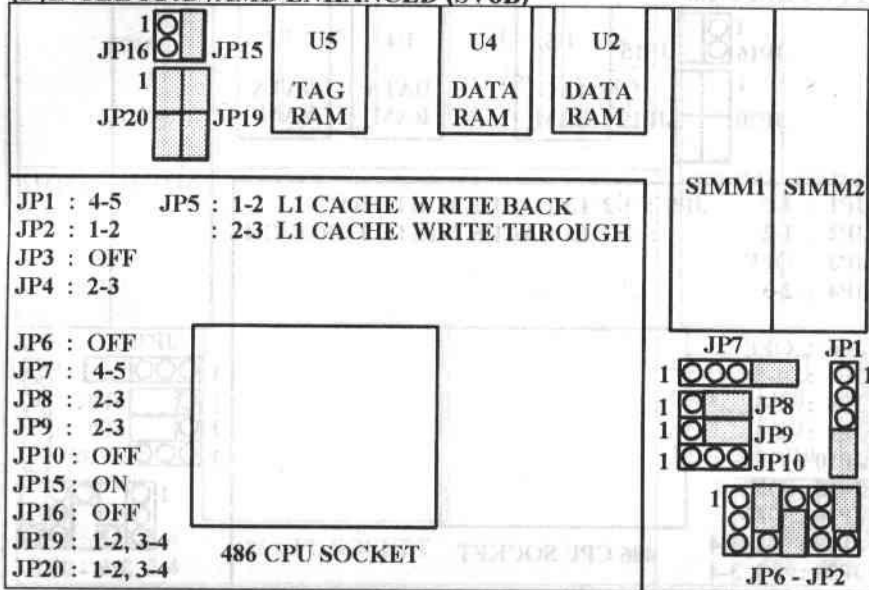 ENHANCED (SV8B)
1
JP16 JP15
1
JP20 JP19
U5
TAG
RAM
U4
DATA
RAM
U2
DATA
RAM
SIMM1 SIMM2
JP1 : 4-5 JP5 : 1-2 L1 CACHE WRITE BACK
JP2 : 1-2 : 2-3 L1 CACHE WRITE THROUGH
JP3 : OFF
JP4 : 2-3
JP6 : OFF
JP7 : 4-5
JP8 : 2-3
JP9 : 2-3
JP10 : OFF
JP15 : ON
JP16 : OFF
JP19 : 1-2, 3-4
JP20 : 1-2, 3-4
486 CPU SOCKET
JP7 JP1
1 1
1 JP8
1 JP9
1 JP10
1
JP6 - JP2